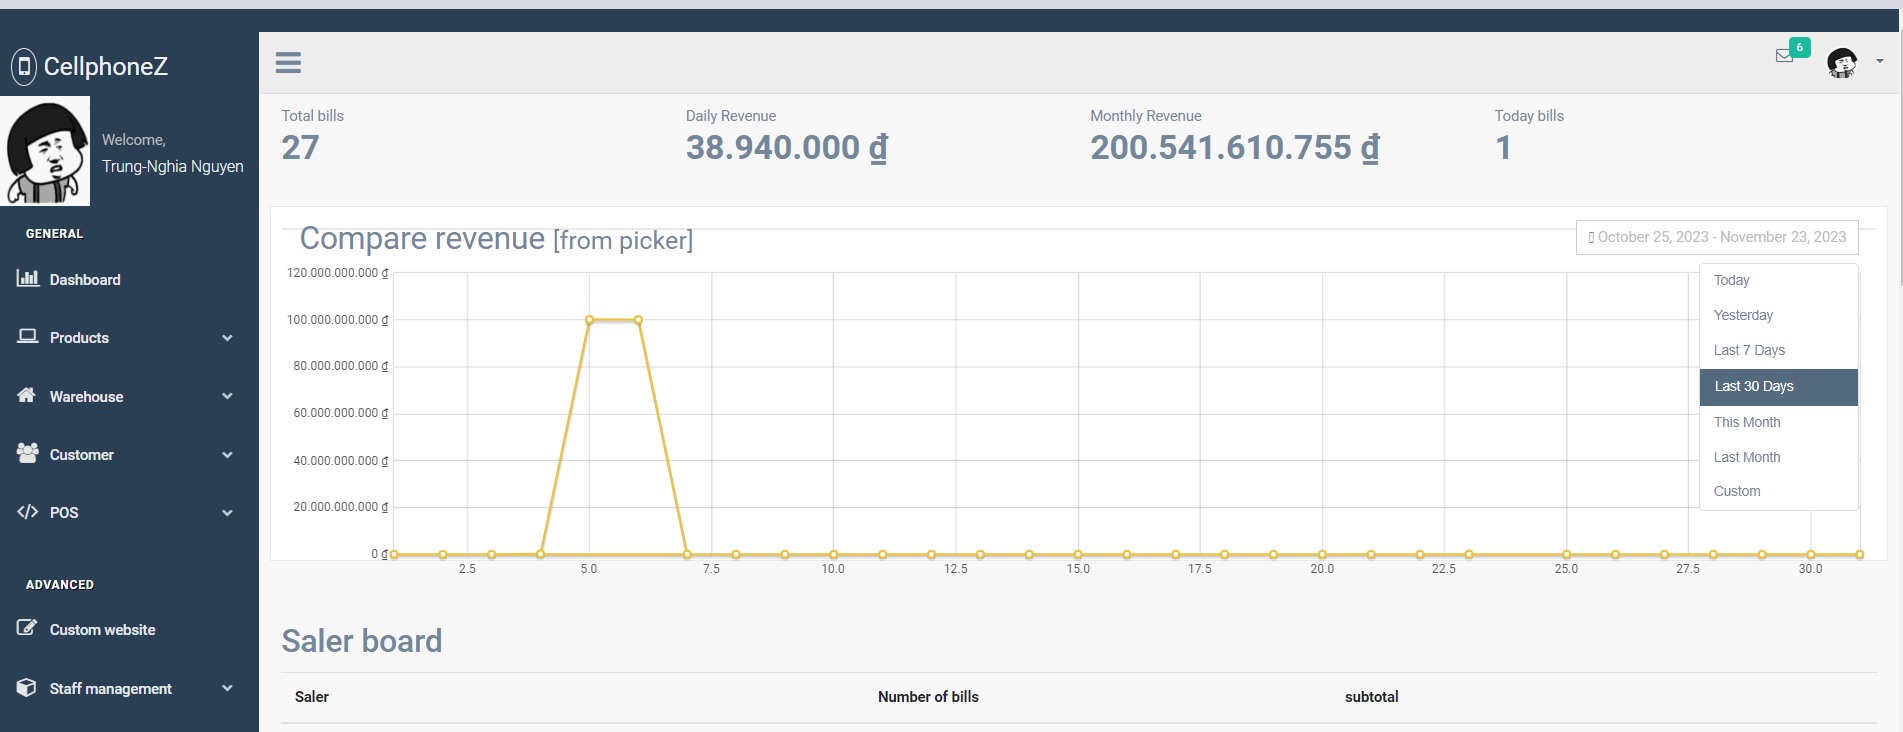 CellphoneZ
6
Welcome,
Trung-Nghia Nguyen
GENERAL
Dashboard
Products
Warehouse
Customer
POS
ADVANCED
Custom website
Staff management
Total bills
27
Daily Revenue
38.940.000 ₫
Monthly Revenue
200.541.610.755 ₫
Today bills
1
Compare revenue [from picker]
October 25, 2023 - November 23, 2023
Today
Yesterday
Last 7 Days
Last 30 Days
This Month
Last Month
Custom
120.000.000.000 ₫
100.000.000.000 ₫
80.000.000.000 ₫
60.000.000.000 ₫
40.000.000.000 ₫
20.000.000.000 ₫
0 ₫
2.5 5.0 7.5 10.0 12.5 15.0 17.5 20.0 22.5 25.0 27.5 30.0
Saler board
Saler Number of bills subtotal